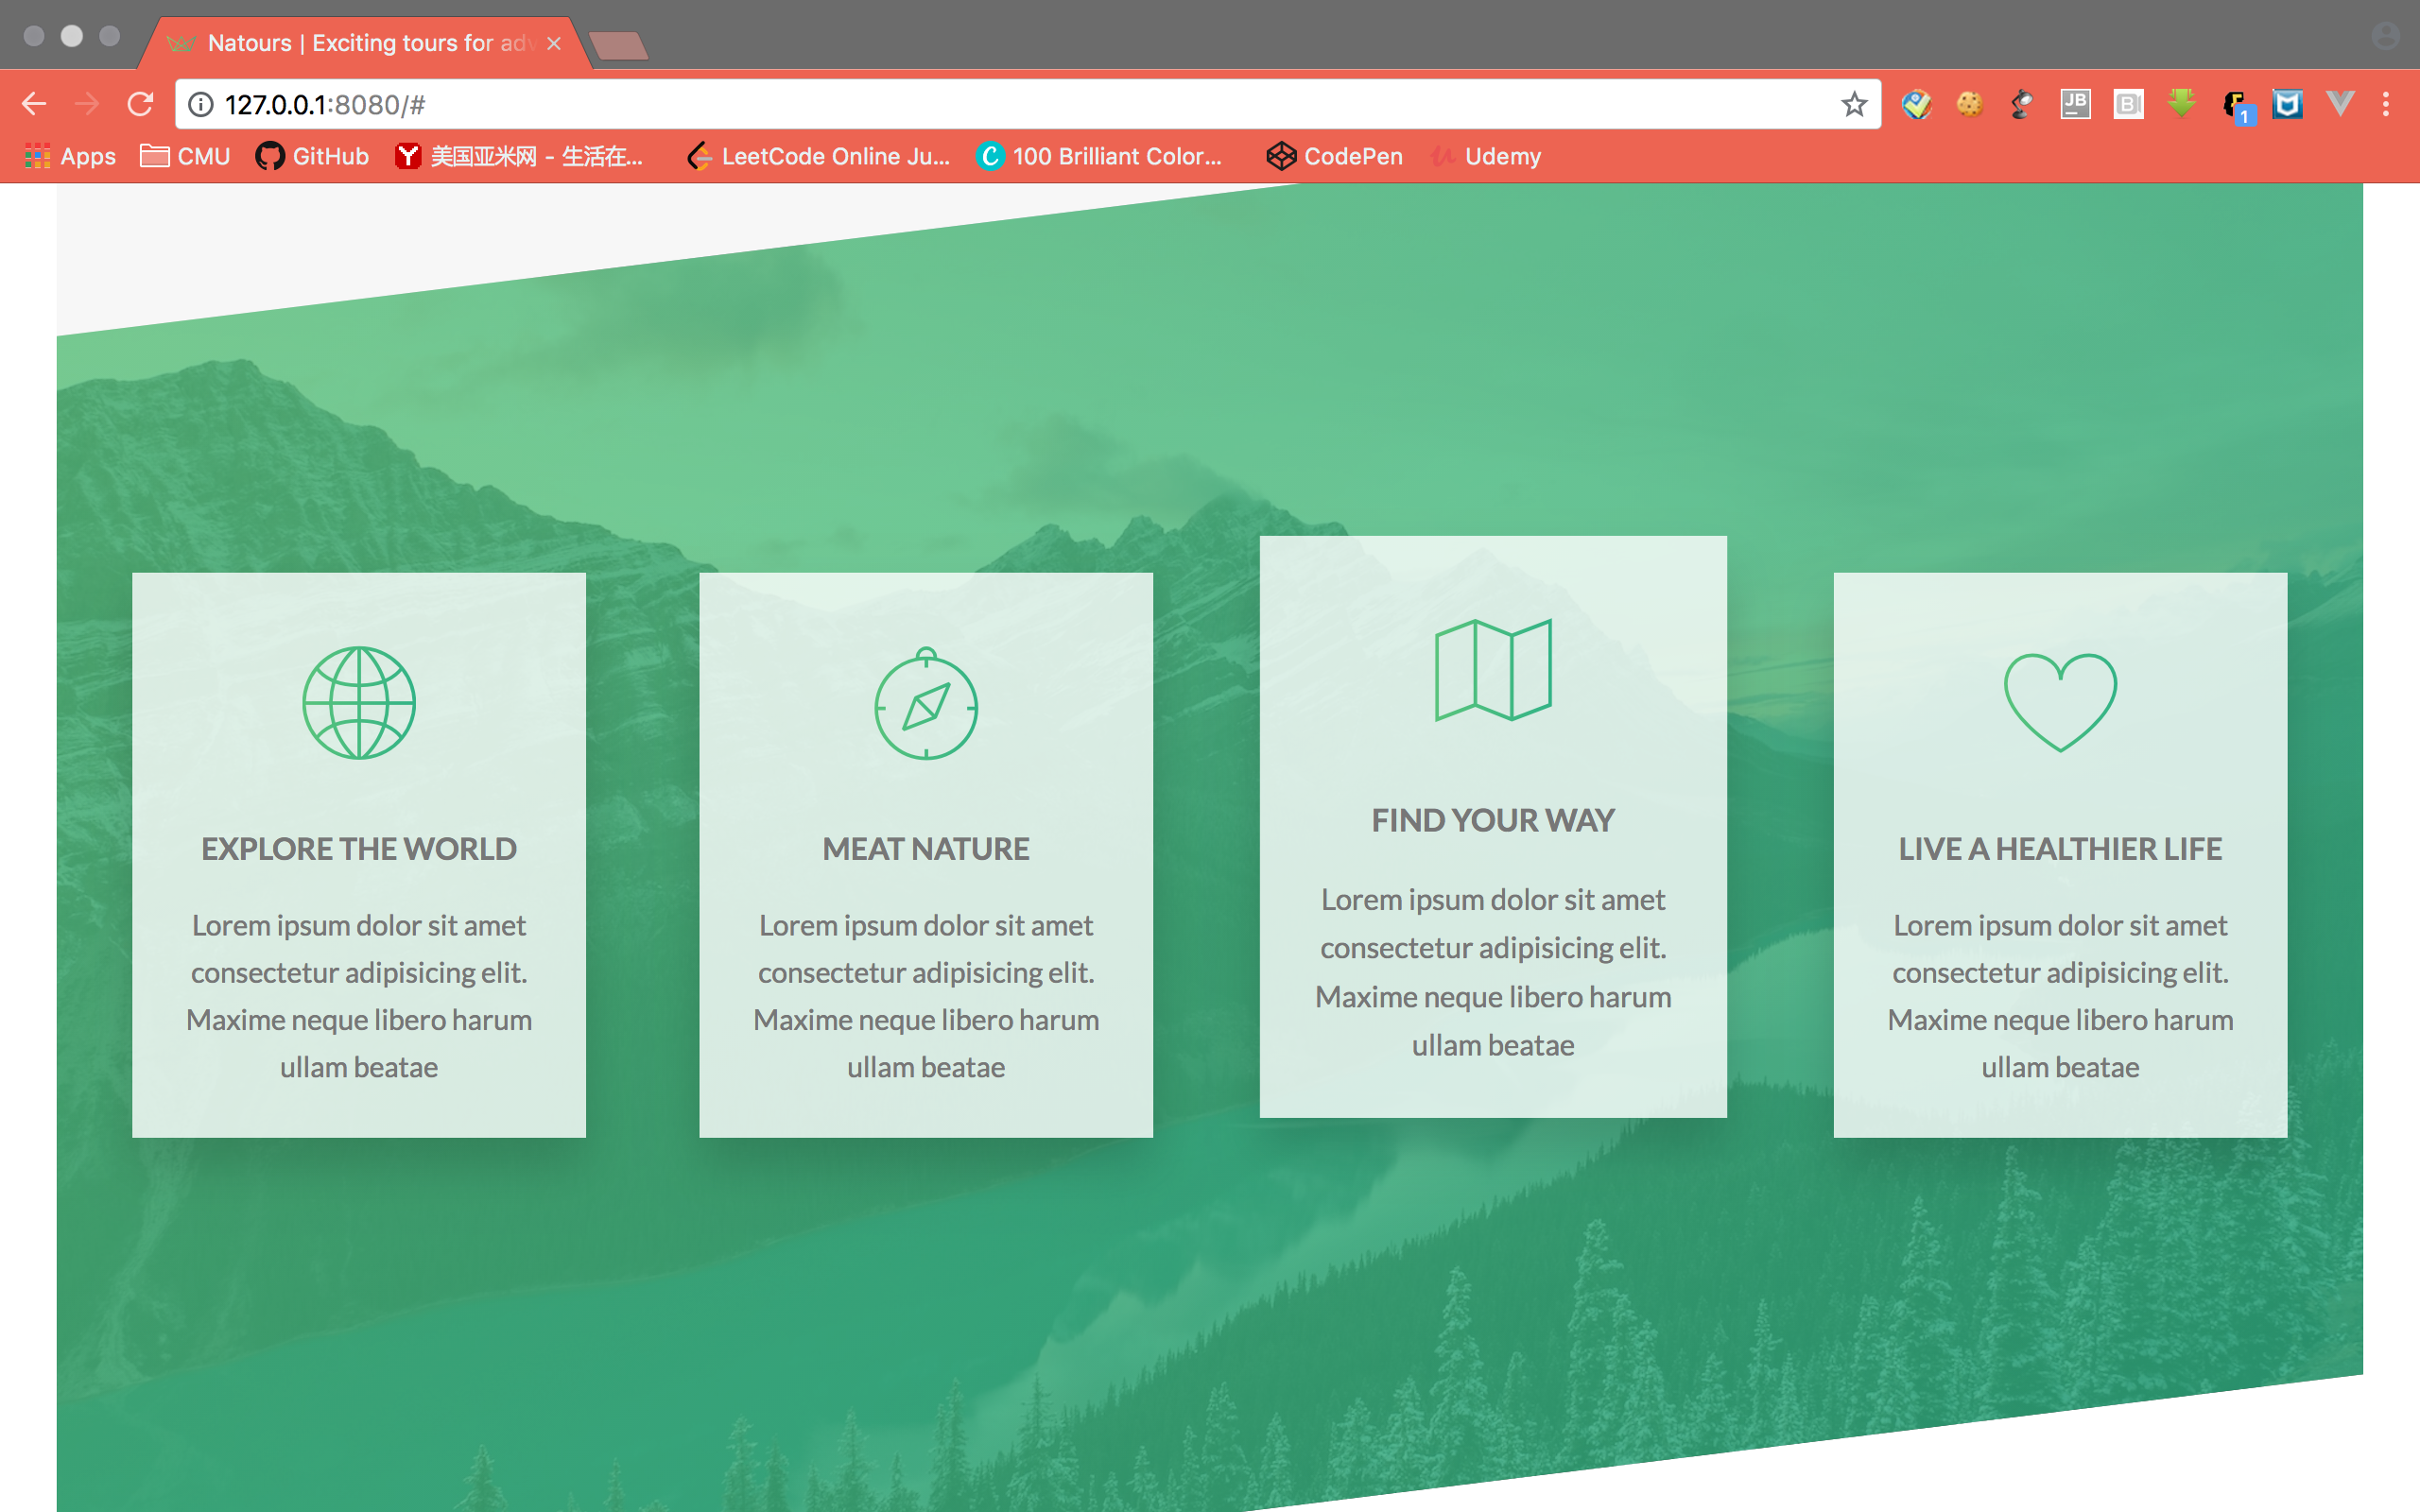 Natours | Exciting tours for adv
127.0.0.1:8080/#
JB
B
1
Apps
CMU
GitHub
Y
美国亚米网 - 生活在...
LeetCode Online Ju...
C
100 Brilliant Color...
CodePen
Udemy
EXPLORE THE WORLD
Lorem ipsum dolor sit amet
consectetur adipisicing elit.
Maxime neque libero harum
ullam beatae
MEAT NATURE
Lorem ipsum dolor sit amet
consectetur adipisicing elit.
Maxime neque libero harum
ullam beatae
FIND YOUR WAY
Lorem ipsum dolor sit amet
consectetur adipisicing elit.
Maxime neque libero harum
ullam beatae
LIVE A HEALTHIER LIFE
Lorem ipsum dolor sit amet
consectetur adipisicing elit.
Maxime neque libero harum
ullam beatae